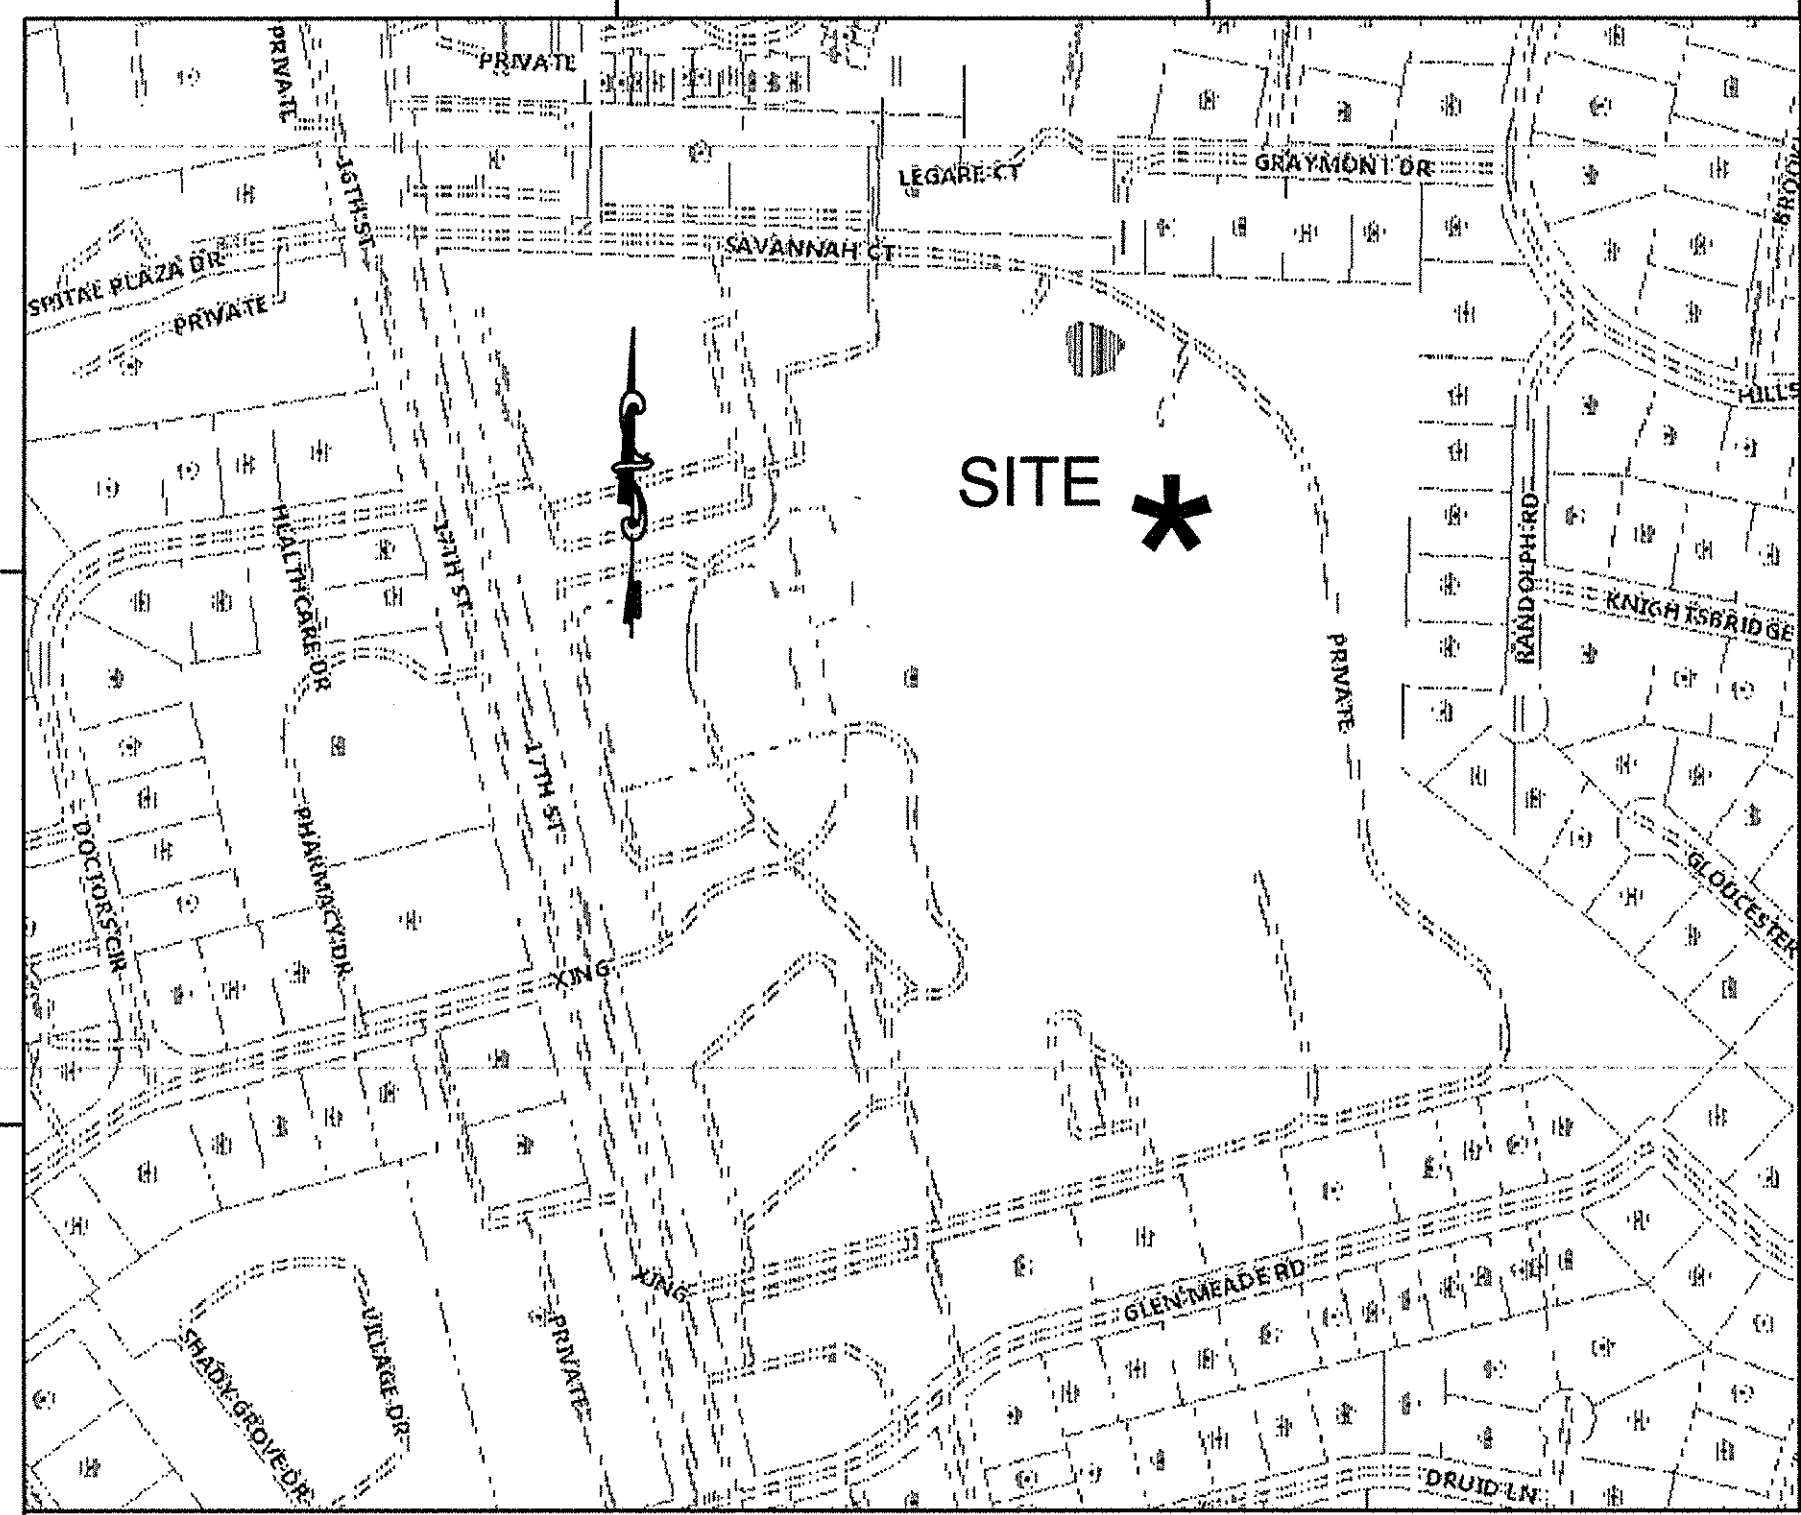 PRIVATE
PRIVATE
16TH ST
LEGARE CT
GRAYMONT DR
SAVANNAH CT
SPITAL PLAZA DR
PRIVATE
HILLS
SITE *
HEALTHCARE DR
17TH ST
RANDOLPH RD
KNIGHTSBRIDGE
PRIVATE
17TH ST
DOCTORS CIR
PHARMACY DR
GLOUCESTER
XING
XING
GLEN MEADE RD
SHADY GROVE DR
VILLAGE DR
PRIVATE
DRUID LN